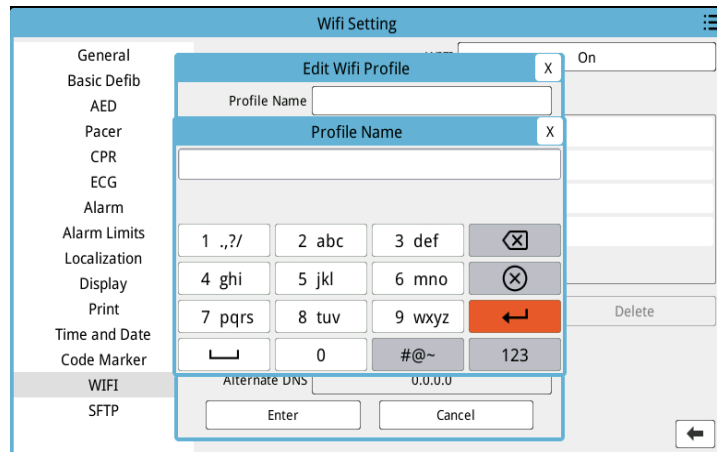 Wifi Setting
General
Basic Defib
AED
Pacer
CPR
ECG
Alarm
Alarm Limits
Localization
Display
Print
Time and Date
Code Marker
WIFI
SFTP
On
Edit Wifi Profile
X
Profile Name
Profile Name
X
1 .,?/
2 abc
3 def
4 ghi
5 jkl
6 mno
7 pqrs
8 tuv
9 wxyz
0
#@~
123
Delete
Alternate DNS
0.0.0.0
Enter
Cancel